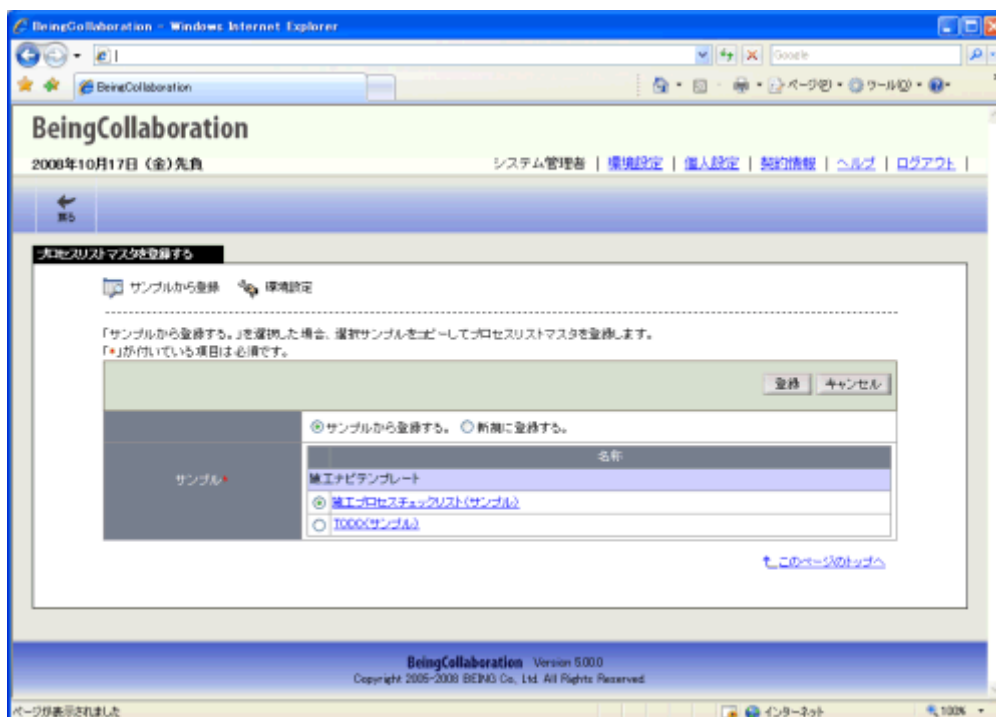 BeingCollaboration - Windows Internet Explorer
Google
BeingCollaboration
ページ(P) ツール(O)
BeingCollaboration
2008年10月17日 (金) 先負
システム管理者 | 環境設定 | 個人設定 | 契約情報 | ヘルプ | ログアウト |
戻る
プロセスリストマスタを登録する
サンプルから登録 環境設定
「サンプルから登録する。」を選択した場合、選択サンプルをコピーしてプロセスリストマスタを登録します。
「*」が付いている項目は必須です。
登録 キャンセル
サンプルから登録する。 新規に登録する。
サンプル*
名称
施工ナビテンプレート
施工プロセスチェックリスト(サンプル)
TODO(サンプル)
このページのトップへ
BeingCollaboration Version 5.00.0
Copyright 2005-2008 BEING Co., Ltd. All Rights Reserved.
ページが表示されました
インターネット
100%